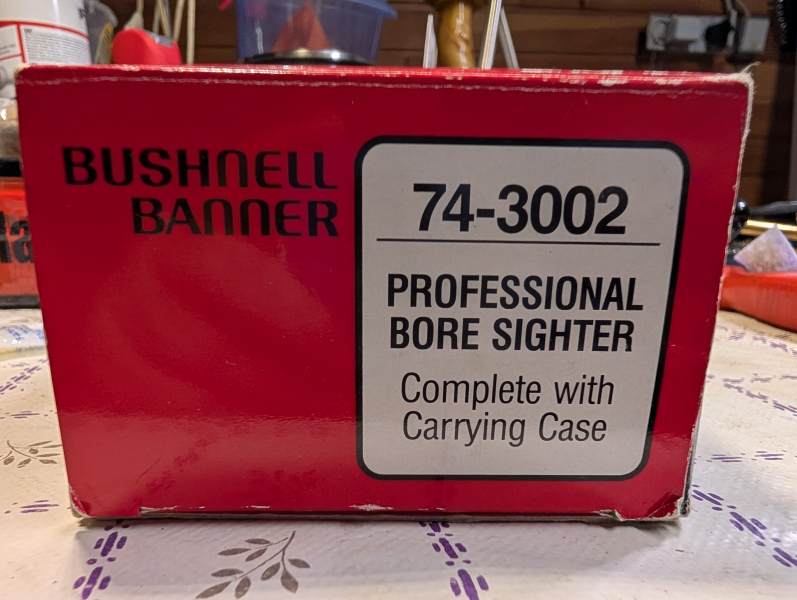 BUSHNELL
BANNER
74-3002
PROFESSIONAL
BORE SIGHTER
Complete with
Carrying Case